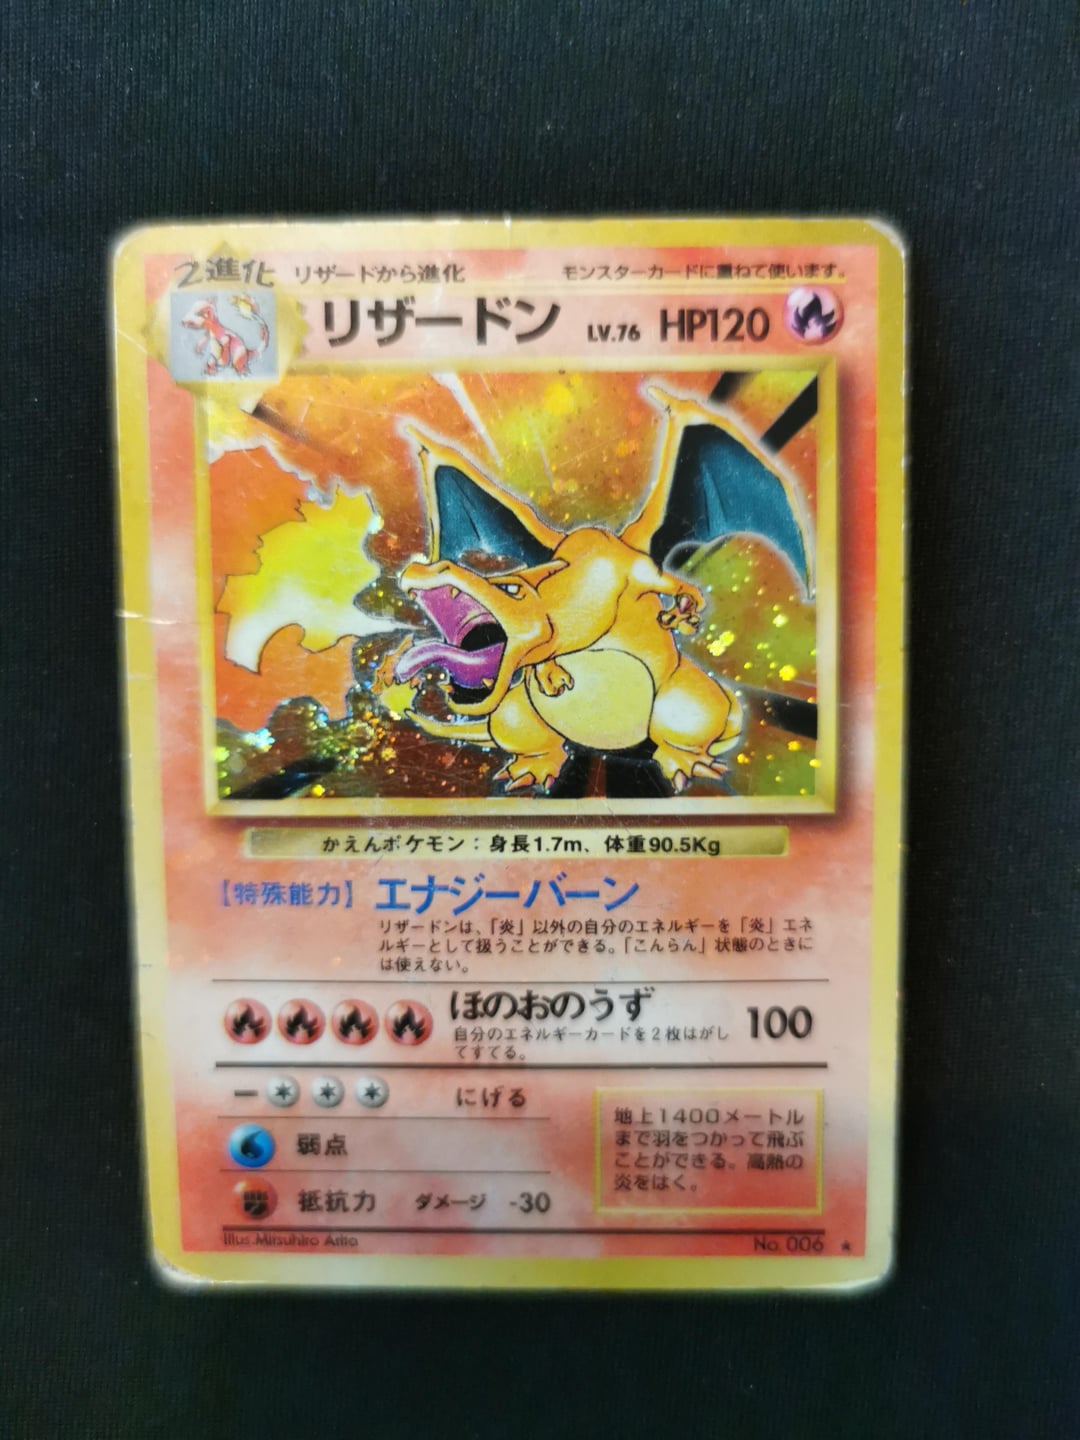 2進化 リザードから進化 モンスターカードに重ねて使います。
リザードン LV.76 HP120
かえんポケモン：身長1.7m、体重90.5Kg
【特殊能力】 エナジーバーン
リザードンは、「炎」以外の自分のエネルギーを「炎」エネ
ルギーとして扱うことができる。「こんらん」状態のときに
は使えない。
ほのおのうず 100
自分のエネルギーカードを2枚はがし
てすてる。
にげる
弱点
抵抗力 ダメージ -30
地上1400メートル
まで羽をつかって飛ぶ
ことができる。高熱の
炎をはく。
Illus.Mitsuhiro Arita No. 006 ★